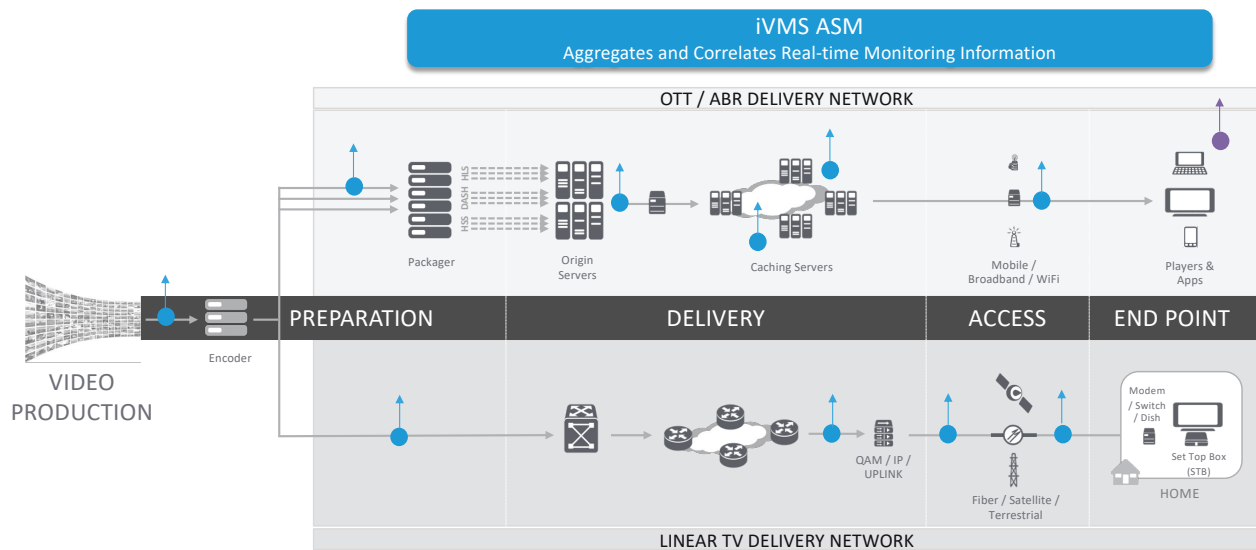 iVMS ASM
Aggregates and Correlates Real-time Monitoring Information
OTT / ABR DELIVERY NETWORK
HLS
DASH
HSS
Packager
Origin
Servers
Caching Servers
Mobile /
Broadband / WiFi
Players &
Apps
PREPARATION
DELIVERY
ACCESS
END POINT
Encoder
VIDEO
PRODUCTION
QAM / IP /
UPLINK
Fiber / Satellite /
Terrestrial
Modem
/ Switch
/ Dish
Set Top Box
(STB)
HOME
LINEAR TV DELIVERY NETWORK